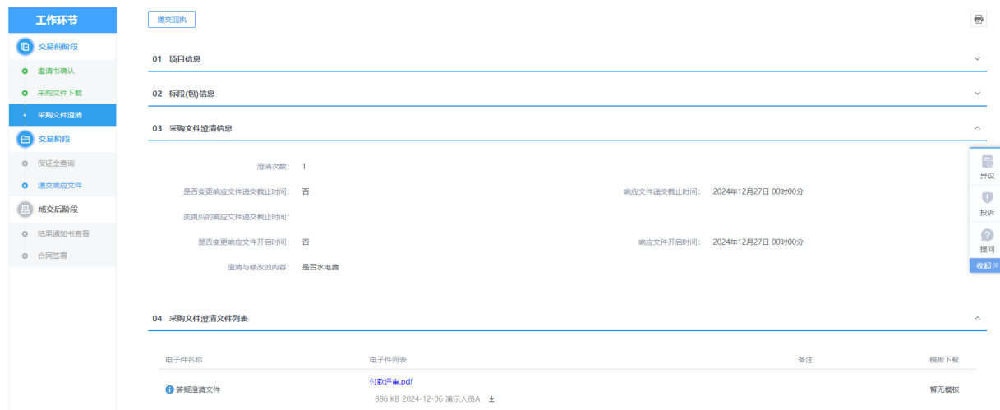 工作环节
交易前阶段
邀请书确认
采购文件下载
采购文件澄清
交易阶段
保证金查询
递交响应文件
成交后阶段
结果通知书查看
合同签署
递交回执
01 项目信息
02 标段(包)信息
03 采购文件澄清信息
澄清次数： 1
是否变更响应文件递交截止时间： 否 响应文件递交截止时间： 2024年12月27日 00时00分
变更后的响应文件递交截止时间：
是否变更响应文件开启时间： 否 响应文件开启时间： 2024年12月27日 00时00分
澄清与修改的内容： 是否水电费
04 采购文件澄清文件列表
电子件名称 电子件列表 备注 模板下载
答疑澄清文件 付款评审.pdf 暂无模板
886 KB 2024-12-06 演示人员A
异议
投诉
提问
收起 »